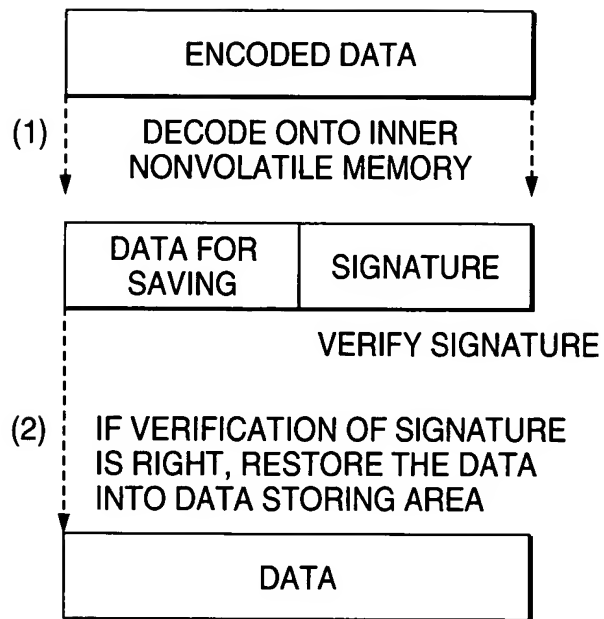 ENCODED DATA
(1) DECODE ONTO INNER
NONVOLATILE MEMORY
DATA FOR
SAVING
SIGNATURE
VERIFY SIGNATURE
(2) IF VERIFICATION OF SIGNATURE
IS RIGHT, RESTORE THE DATA
INTO DATA STORING AREA
DATA